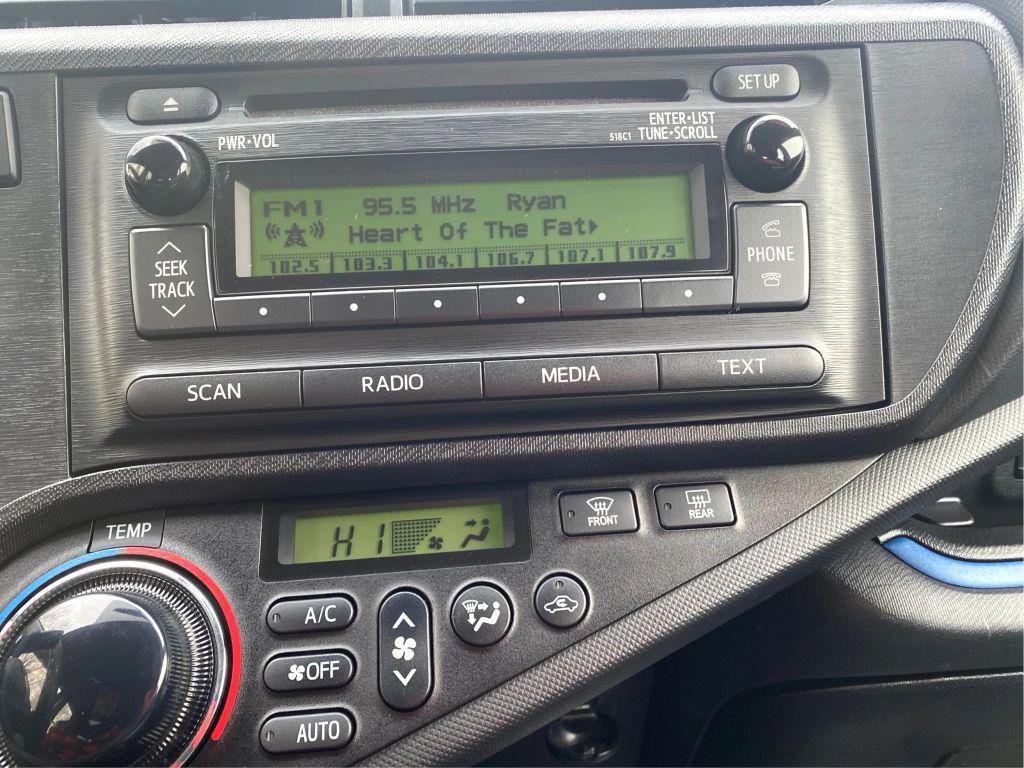 SET UP
PWR•VOL
ENTER•LIST
518C1 TUNE•SCROLL
FM1 95.5 MHz Ryan
Heart Of The Fat
102.5 103.3 104.1 106.7 107.1 107.9
SEEK
TRACK
PHONE
SCAN
RADIO
MEDIA
TEXT
TEMP
HI
FRONT
REAR
A/C
OFF
AUTO